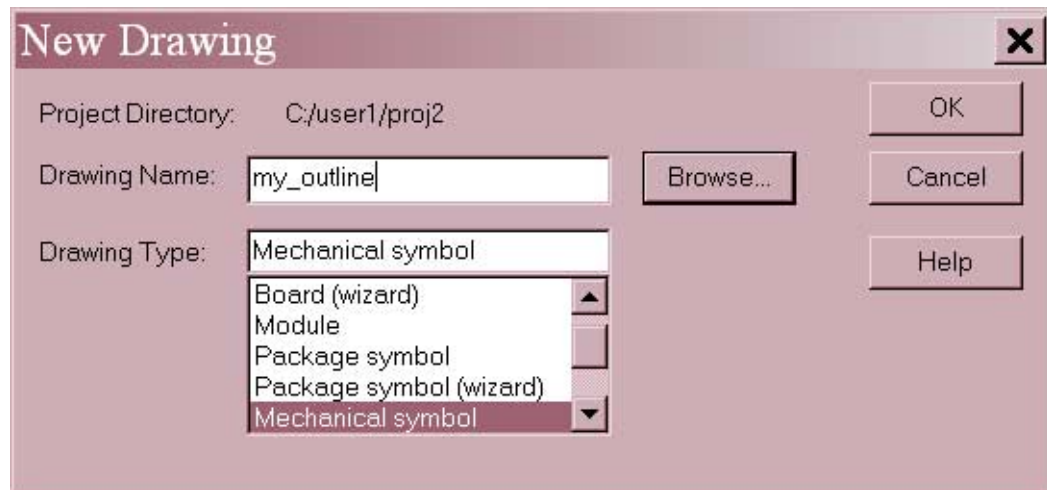 New Drawing
Project Directory: C:/user1/proj2 OK
Drawing Name: my_outline Browse... Cancel
Drawing Type: Mechanical symbol Help
Board (wizard)
Module
Package symbol
Package symbol (wizard)
Mechanical symbol